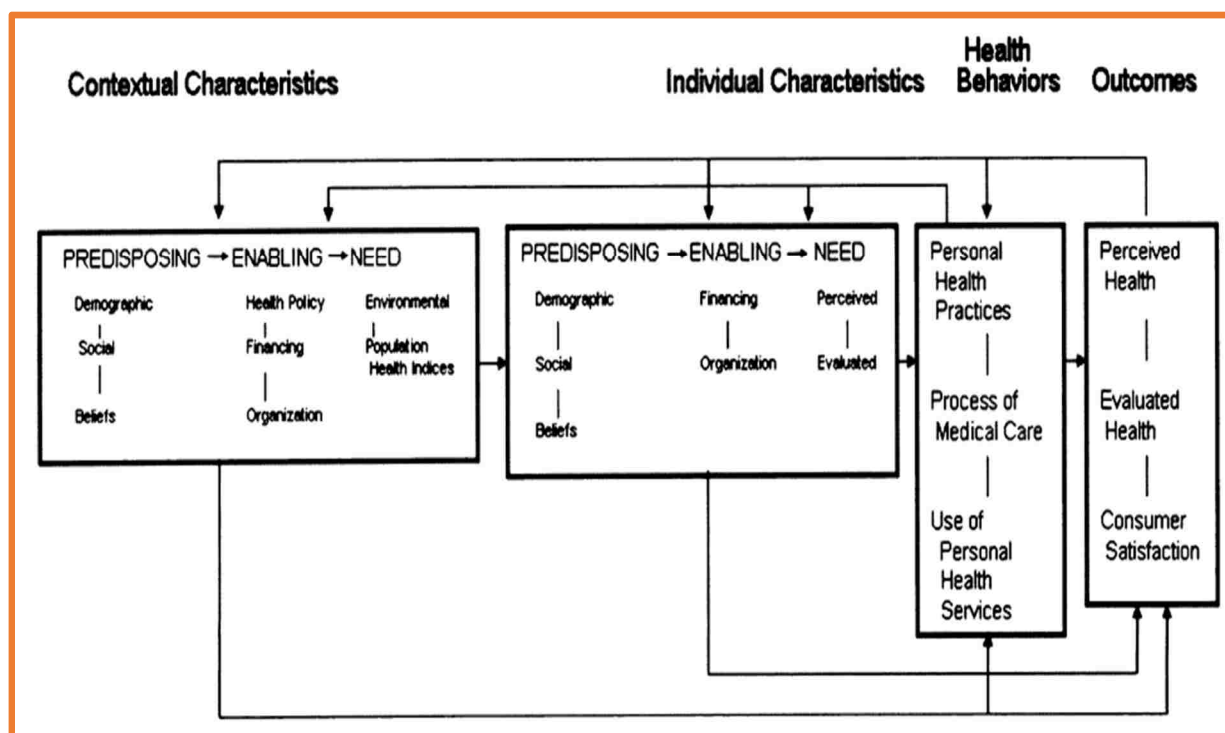 Contextual Characteristics
Individual Characteristics
Health
Behaviors
Outcomes
PREDISPOSING → ENABLING → NEED
Demographic
Social
Beliefs
Health Policy
Financing
Organization
Environmental
Population
Health Indices
PREDISPOSING → ENABLING → NEED
Demographic
Social
Beliefs
Financing
Organization
Perceived
Evaluated
Personal
Health
Practices
Process of
Medical Care
Use of
Personal
Health
Services
Perceived
Health
Evaluated
Health
Consumer
Satisfaction